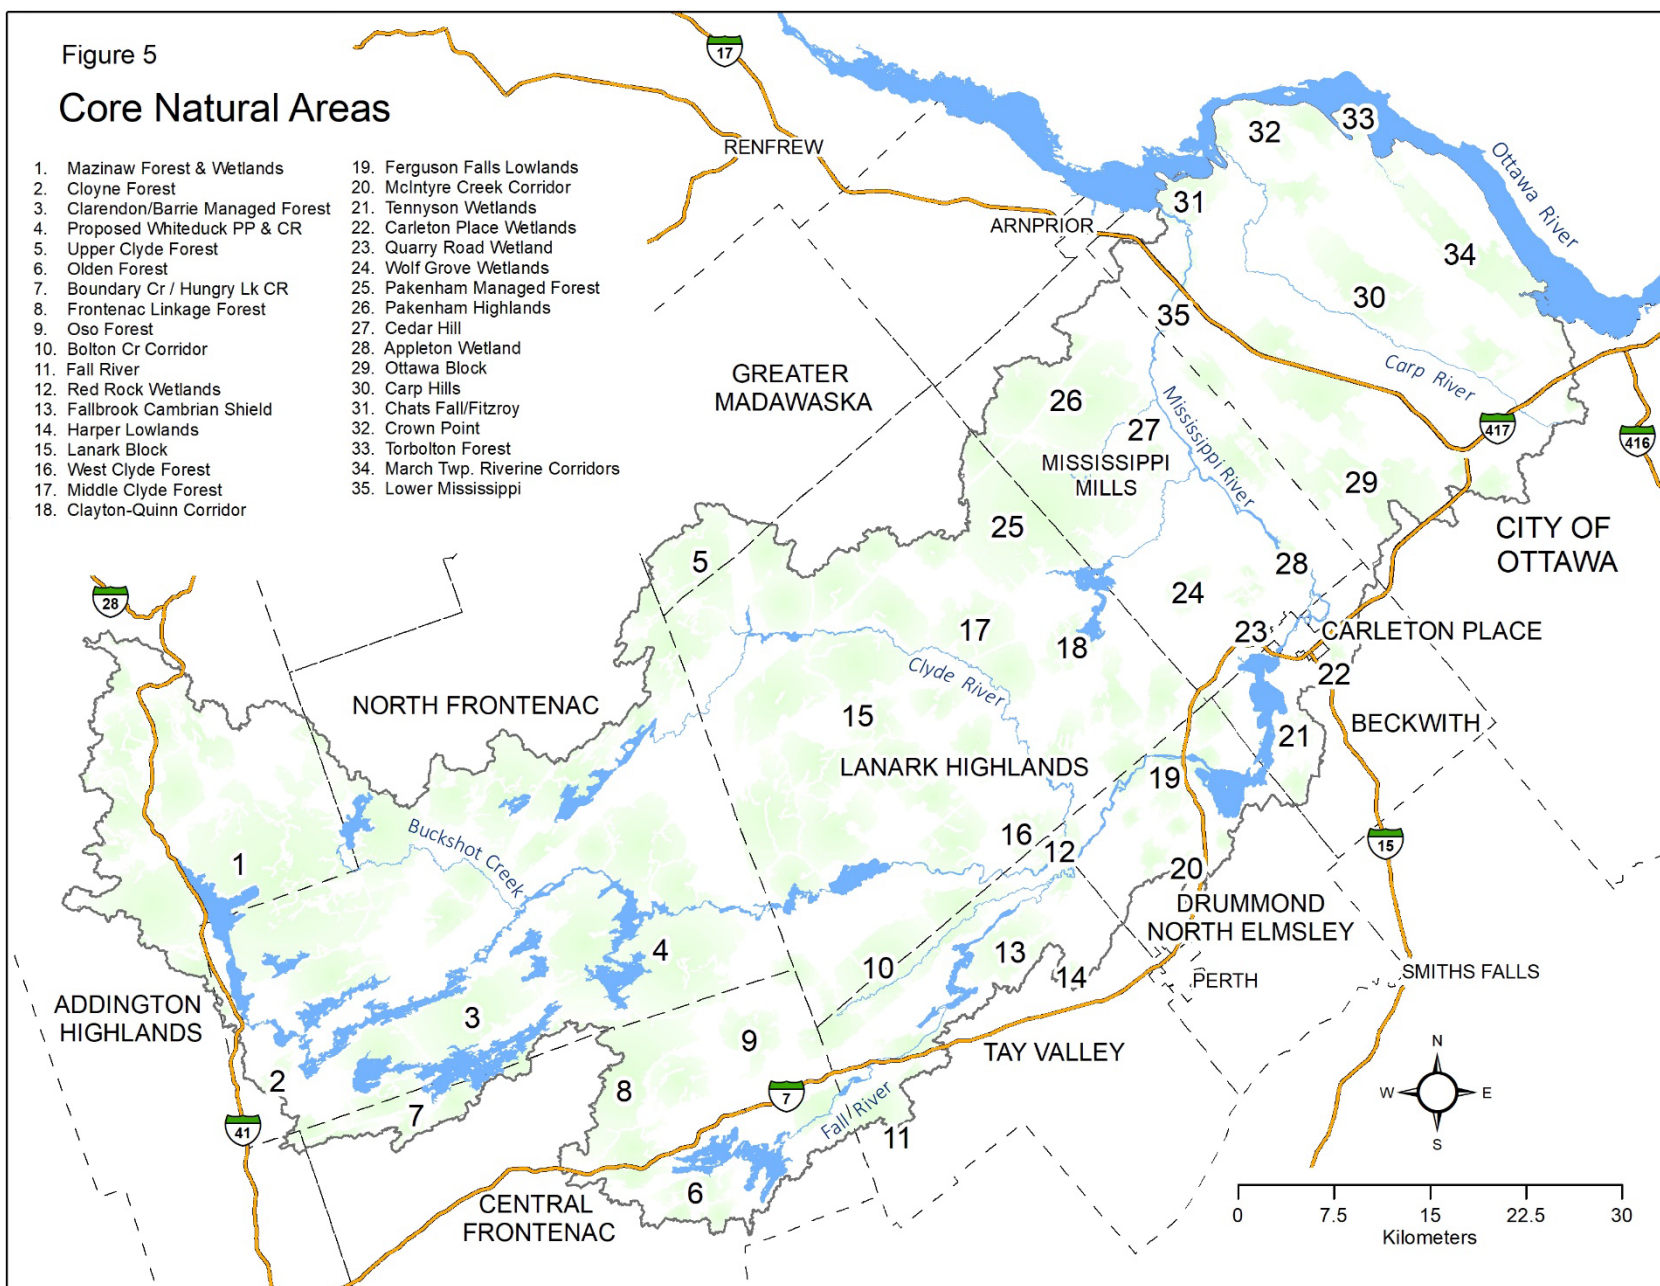 Figure 5
Core Natural Areas
1. Mazinaw Forest & Wetlands
2. Cloyne Forest
3. Clarendon/Barrie Managed Forest
4. Proposed Whiteduck PP & CR
5. Upper Clyde Forest
6. Olden Forest
7. Boundary Cr / Hungry Lk CR
8. Frontenac Linkage Forest
9. Oso Forest
10. Bolton Cr Corridor
11. Fall River
12. Red Rock Wetlands
13. Fallbrook Cambrian Shield
14. Harper Lowlands
15. Lanark Block
16. West Clyde Forest
17. Middle Clyde Forest
18. Clayton-Quinn Corridor
19. Ferguson Falls Lowlands
20. McIntyre Creek Corridor
21. Tennyson Wetlands
22. Carleton Place Wetlands
23. Quarry Road Wetland
24. Wolf Grove Wetlands
25. Pakenham Managed Forest
26. Pakenham Highlands
27. Cedar Hill
28. Appleton Wetland
29. Ottawa Block
30. Carp Hills
31. Chats Fall/Fitzroy
32. Crown Point
33. Torbolton Forest
34. March Twp. Riverine Corridors
35. Lower Mississippi
17
RENFREW
32
33
Ottawa River
31
ARNPRIOR
34
30
35
Carp River
GREATER
MADAWASKA
26
Mississippi River
27
417
416
MISSISSIPPI
MILLS
29
25
CITY OF
OTTAWA
5
28
24
28
17
18
23
CARLETON PLACE
22
Clyde River
NORTH FRONTENAC
15
BECKWITH
21
LANARK HIGHLANDS
19
Buckshot Creek
16
12
15
1
20
DRUMMOND
NORTH ELMSLEY
4
10
13
14
PERTH
SMITHS FALLS
ADDINGTON
HIGHLANDS
3
9
TAY VALLEY
N
W
E
S
2
8
7
7
41
Fall River
11
6
CENTRAL
FRONTENAC
0
7.5
15
22.5
30
Kilometers